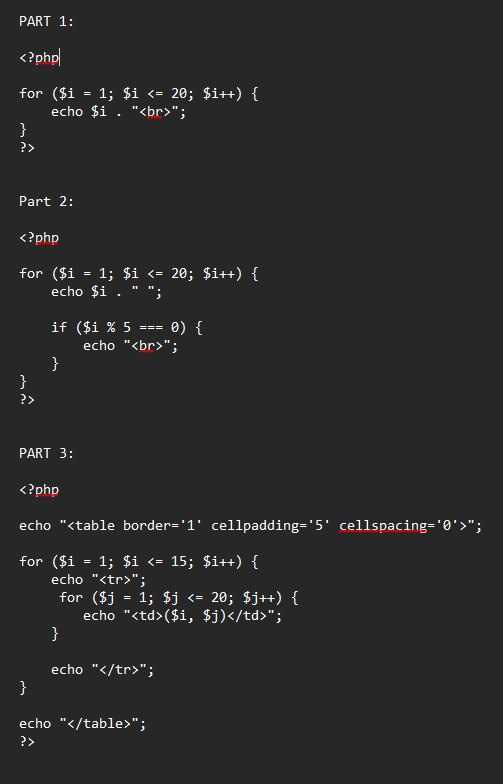 PART 1:
<?php
for ($i = 1; $i <= 20; $i++) {
    echo $i . "<br>";
}
?>
Part 2:
<?php
for ($i = 1; $i <= 20; $i++) {
    echo $i . " ";
    if ($i % 5 === 0) {
        echo "<br>";
    }
}
?>
PART 3:
<?php
echo "<table border='1' cellpadding='5' cellspacing='0'>";
for ($i = 1; $i <= 15; $i++) {
    echo "<tr>";
     for ($j = 1; $j <= 20; $j++) {
        echo "<td>($i, $j)</td>";
    }
    echo "</tr>";
}
echo "</table>";
?>